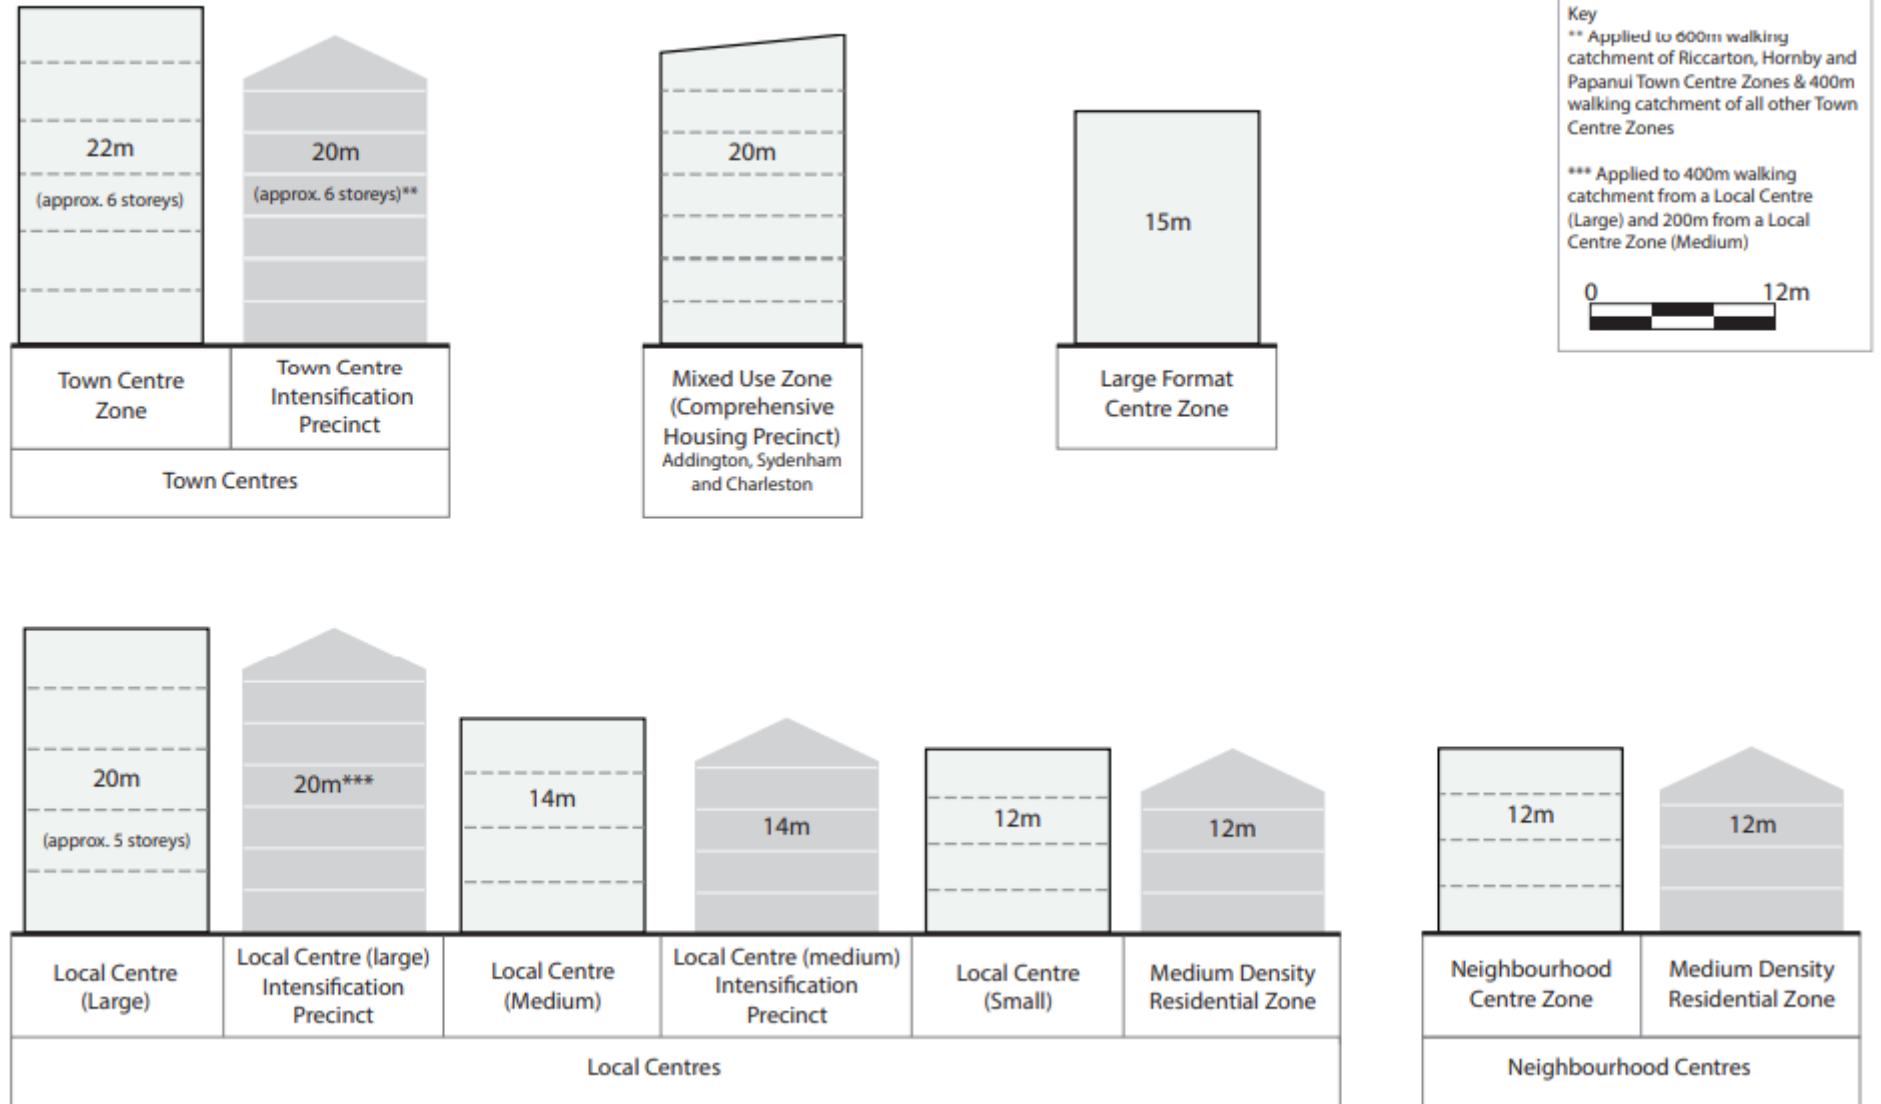 22m
(approx. 6 storeys)
20m
(approx. 6 storeys)**
Town Centre
Zone
Town Centre
Intensification
Precinct
Town Centres
20m
Mixed Use Zone
(Comprehensive
Housing Precinct)
Addington, Sydenham
and Charleston
15m
Large Format
Centre Zone
Key
** Applied to 600m walking
catchment of Riccarton, Hornby and
Papanui Town Centre Zones & 400m
walking catchment of all other Town
Centre Zones
*** Applied to 400m walking
catchment from a Local Centre
(Large) and 200m from a Local
Centre Zone (Medium)
0 12m
20m
(approx. 5 storeys)
20m***
14m
14m
12m
12m
Local Centre
(Large)
Local Centre (large)
Intensification
Precinct
Local Centre
(Medium)
Local Centre (medium)
Intensification
Precinct
Local Centre
(Small)
Medium Density
Residential Zone
Local Centres
12m
12m
Neighbourhood
Centre Zone
Medium Density
Residential Zone
Neighbourhood Centres